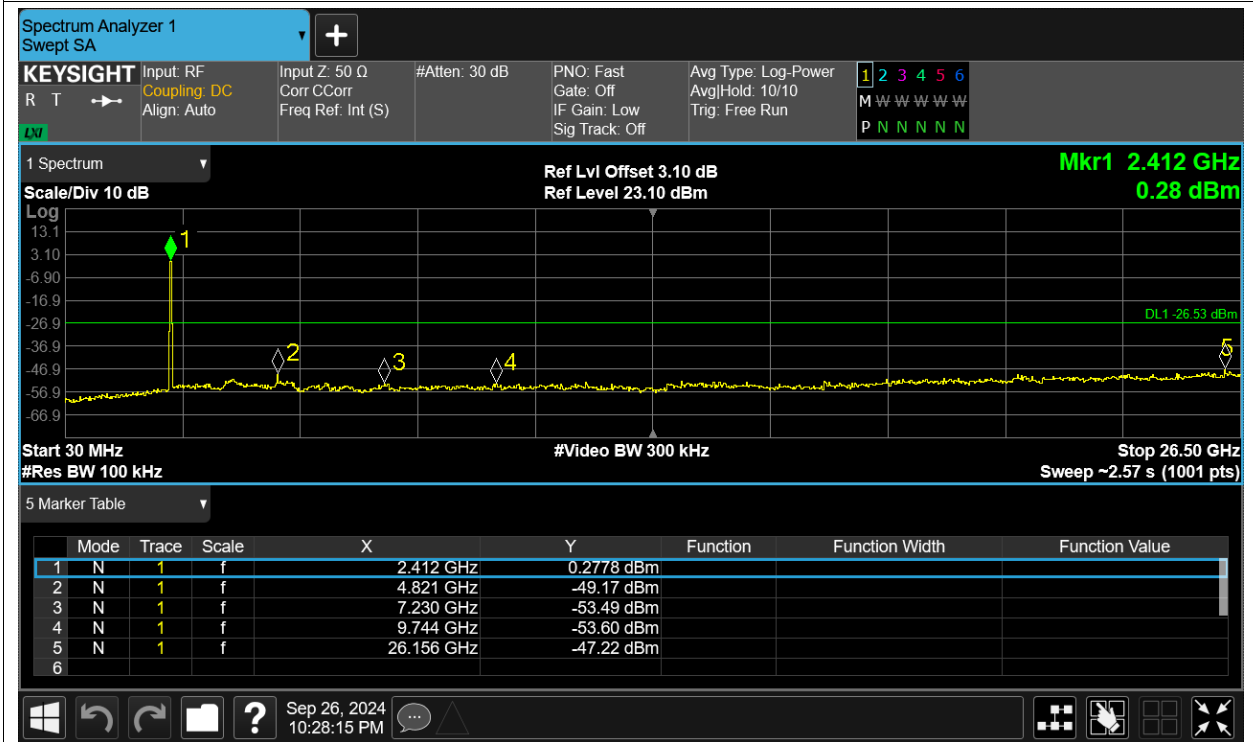 Spectrum Analyzer 1
Swept SA
+
KEYSIGHT
R T
LXI
Input: RF
Coupling: DC
Align: Auto
Input Z: 50 Ω
Corr CCorr
Freq Ref: Int (S)
#Atten: 30 dB
PNO: Fast
Gate: Off
IF Gain: Low
Sig Track: Off
Avg Type: Log-Power
Avg|Hold: 10/10
Trig: Free Run
1 2 3 4 5 6
M W W W W W
P N N N N N
1 Spectrum
Scale/Div 10 dB
Ref Lvl Offset 3.10 dB
Ref Level 23.10 dBm
Mkr1 2.412 GHz
0.28 dBm
Log
13.1
3.10
-6.90
-16.9
-26.9
-36.9
-46.9
-56.9
-66.9
1
2
3
4
5
DL1 -26.53 dBm
Start 30 MHz
#Video BW 300 kHz
Stop 26.50 GHz
#Res BW 100 kHz
Sweep ~2.57 s (1001 pts)
5 Marker Table
Mode Trace Scale X Y Function Function Width Function Value
1 N 1 f 2.412 GHz 0.2778 dBm
2 N 1 f 4.821 GHz -49.17 dBm
3 N 1 f 7.230 GHz -53.49 dBm
4 N 1 f 9.744 GHz -53.60 dBm
5 N 1 f 26.156 GHz -47.22 dBm
6
?
Sep 26, 2024
10:28:15 PM